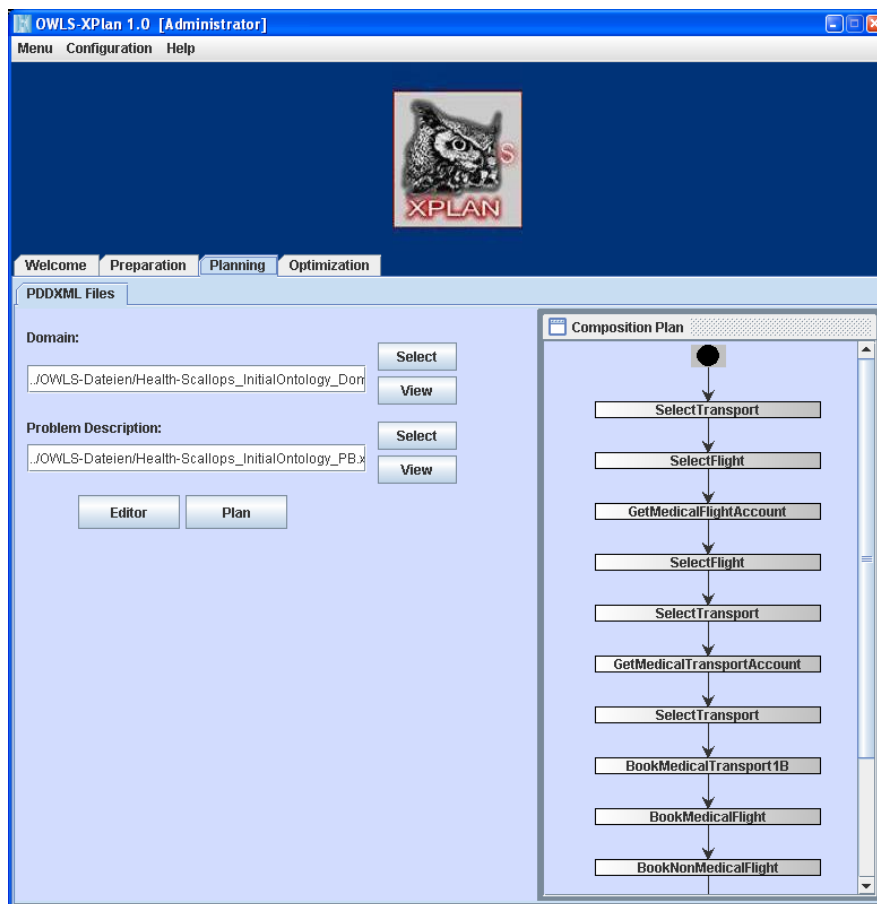 OWLS-XPlan 1.0 [Administrator]
Menu Configuration Help
S
XPLAN
Welcome Preparation Planning Optimization
PDDXML Files
Domain:
Select
../OWLS-Dateien/Health-Scallops_InitialOntology_Dom
View
Problem Description:
Select
../OWLS-Dateien/Health-Scallops_InitialOntology_PB.x
View
Editor Plan
Composition Plan
SelectTransport
SelectFlight
GetMedicalFlightAccount
SelectFlight
SelectTransport
GetMedicalTransportAccount
SelectTransport
BookMedicalTransport1B
BookMedicalFlight
BookNonMedicalFlight